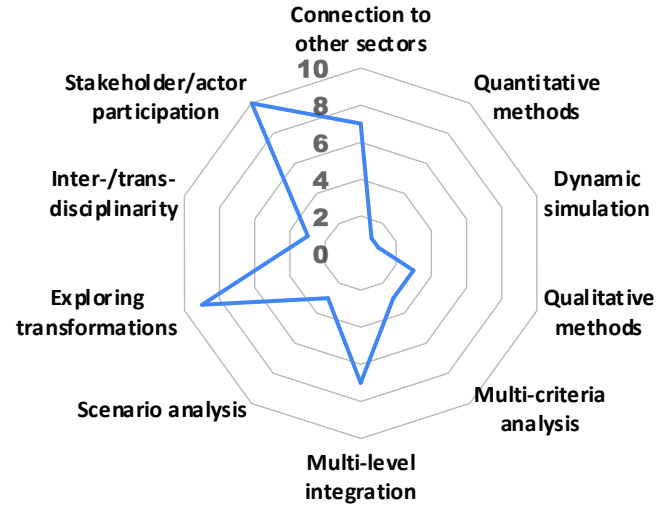 Connection to
other sectors
Quantitative
methods
Dynamic
simulation
Qualitative
methods
Multi-criteria
analysis
Multi-level
integration
Scenario analysis
Exploring
transformations
Inter-/trans-
disciplinarity
Stakeholder/actor
participation
10
8
6
4
2
0